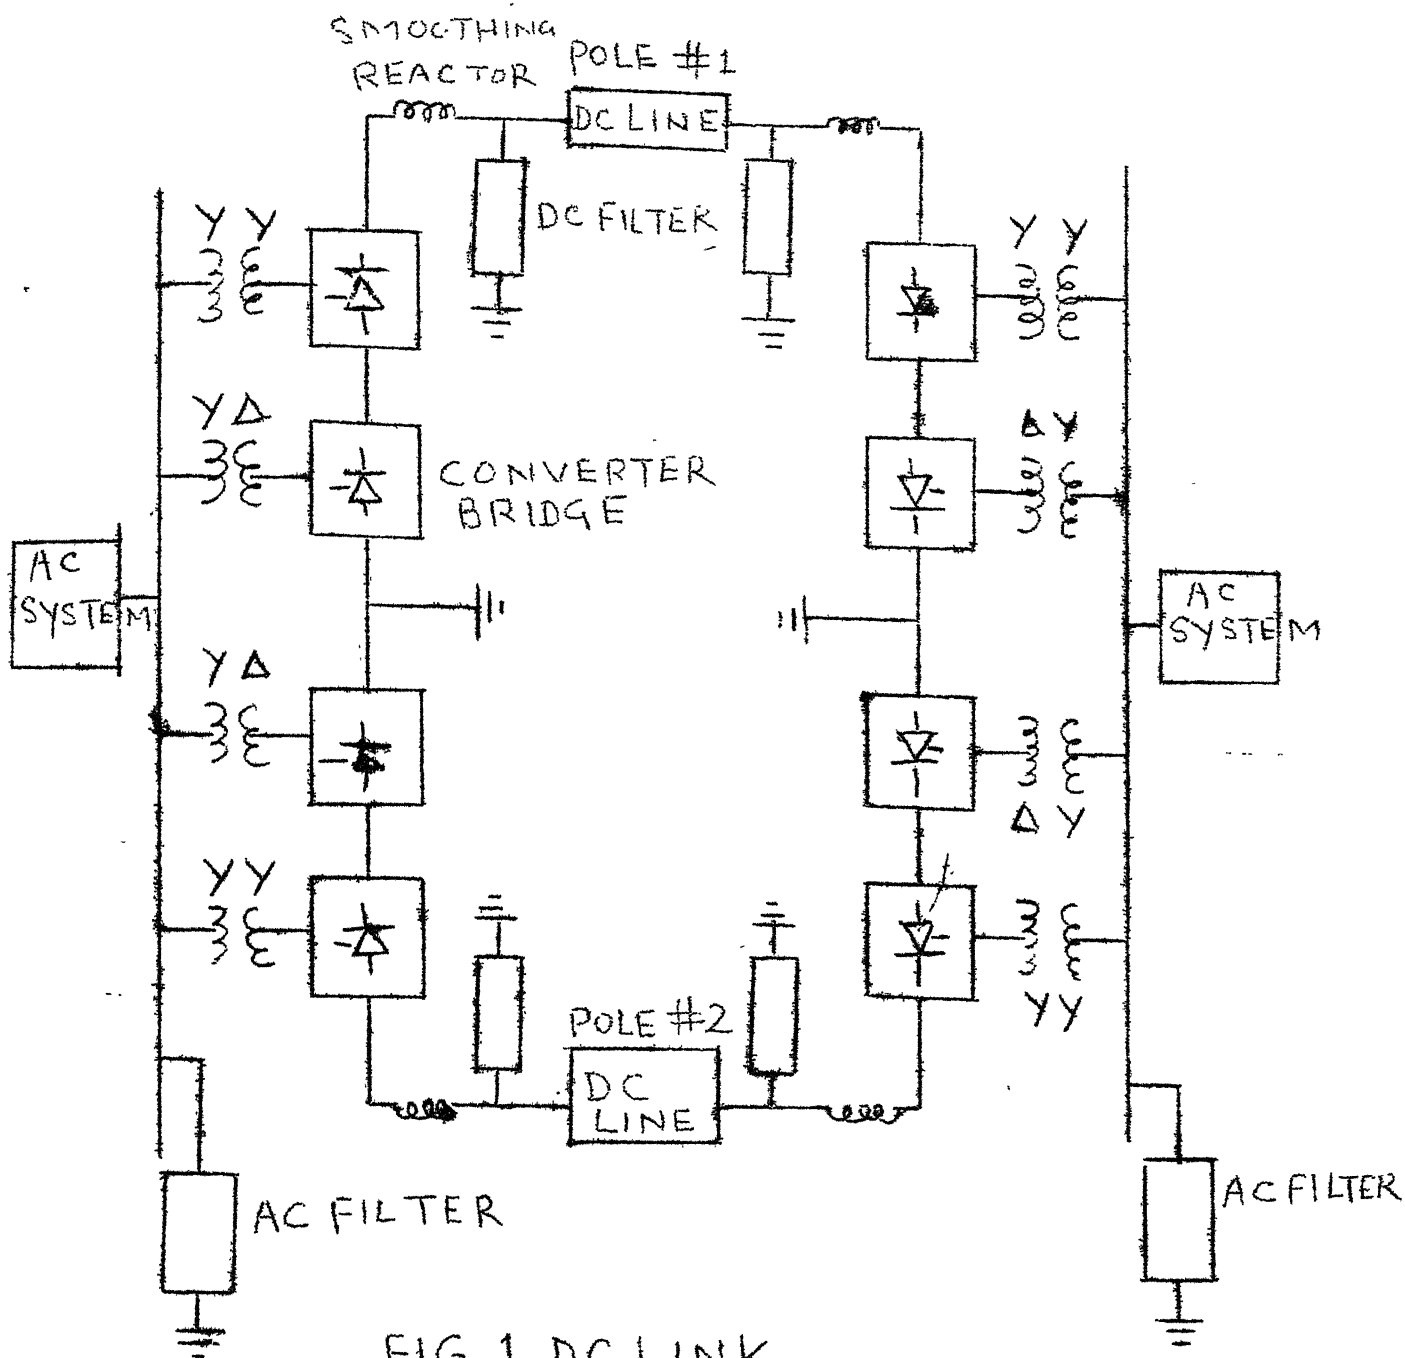 SMOOTHING
REACTOR
POLE #1
DC LINE
DC FILTER
Y Y
Y Y
Y Δ
Δ Y
CONVERTER
BRIDGE
AC
SYSTEM
AC
SYSTEM
Y Δ
Δ Y
Y Y
Y Y
POLE #2
DC
LINE
AC FILTER
AC FILTER
FIG. 1 DC LINK